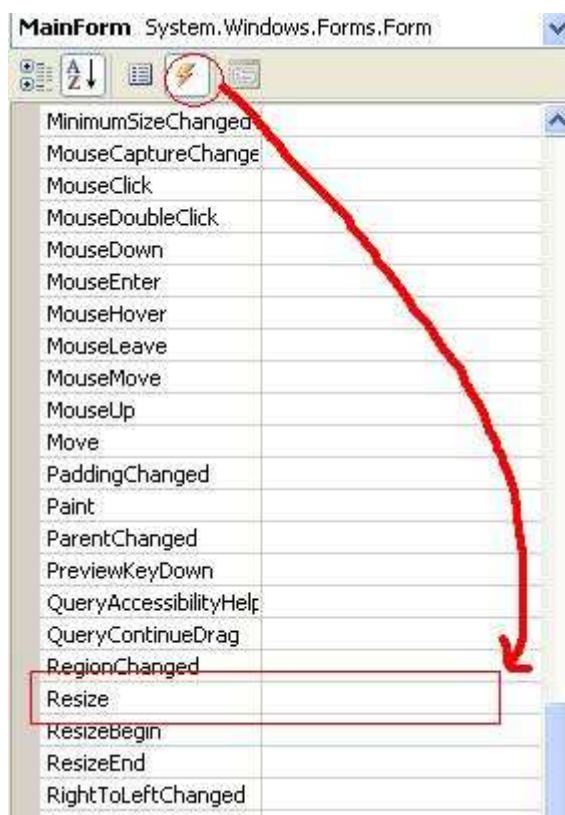 MainForm System.Windows.Forms.Form
A
Z
MinimumSizeChanged
MouseCaptureChange
MouseClick
MouseDoubleClick
MouseDown
MouseEnter
MouseHover
MouseLeave
MouseMove
MouseUp
Move
PaddingChanged
Paint
ParentChanged
PreviewKeyDown
QueryAccessibilityHelp
QueryContinueDrag
RegionChanged
Resize
ResizeBegin
ResizeEnd
RightToLeftChanged